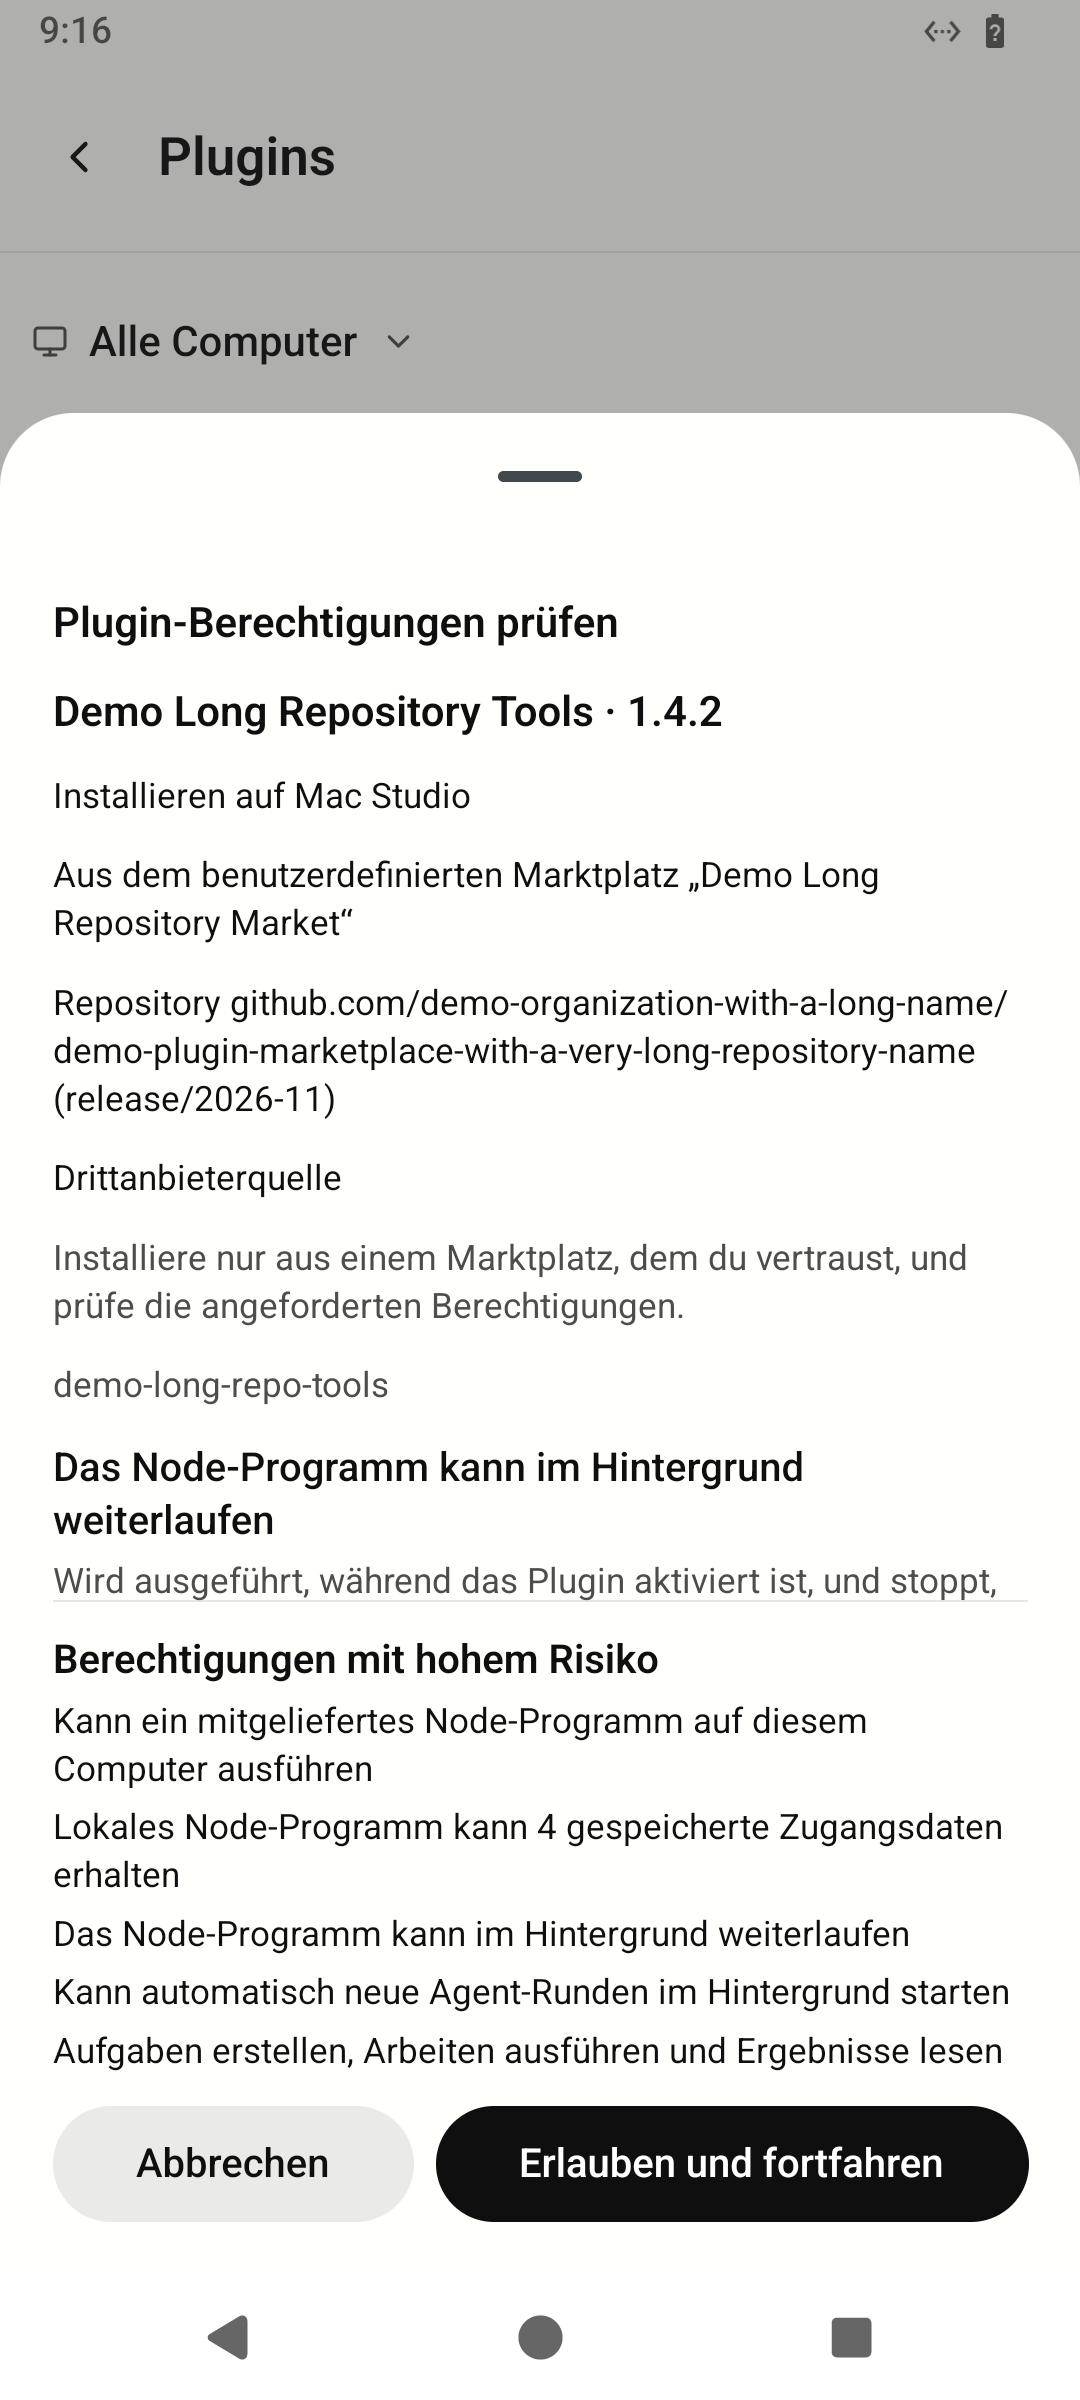 9:16
Plugins
Alle Computer
Plugin-Berechtigungen prüfen
Demo Long Repository Tools · 1.4.2
Installieren auf Mac Studio
Aus dem benutzerdefinierten Marktplatz „Demo Long
Repository Market“
Repository github.com/demo-organization-with-a-long-name/
demo-plugin-marketplace-with-a-very-long-repository-name
(release/2026-11)
Drittanbieterquelle
Installiere nur aus einem Marktplatz, dem du vertraust, und
prüfe die angeforderten Berechtigungen.
demo-long-repo-tools
Das Node-Programm kann im Hintergrund
weiterlaufen
Wird ausgeführt, während das Plugin aktiviert ist, und stoppt,
Berechtigungen mit hohem Risiko
Kann ein mitgeliefertes Node-Programm auf diesem
Computer ausführen
Lokales Node-Programm kann 4 gespeicherte Zugangsdaten
erhalten
Das Node-Programm kann im Hintergrund weiterlaufen
Kann automatisch neue Agent-Runden im Hintergrund starten
Aufgaben erstellen, Arbeiten ausführen und Ergebnisse lesen
Abbrechen
Erlauben und fortfahren